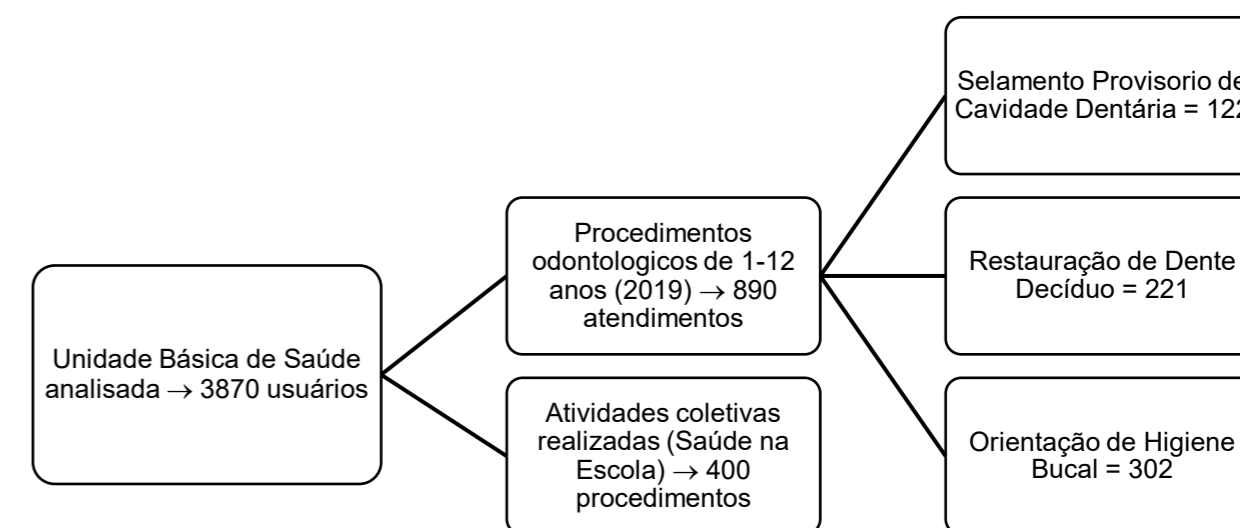 Unidade Básica de Saúde
analisada → 3870 usuários
Procedimentos
odontologicos de 1-12
anos (2019) → 890
atendimentos
Atividades coletivas
realizadas (Saúde na
Escola) → 400
procedimentos
Selamento Provisorio de
Cavidade Dentária = 122
Restauração de Dente
Decíduo = 221
Orientação de Higiene
Bucal = 302